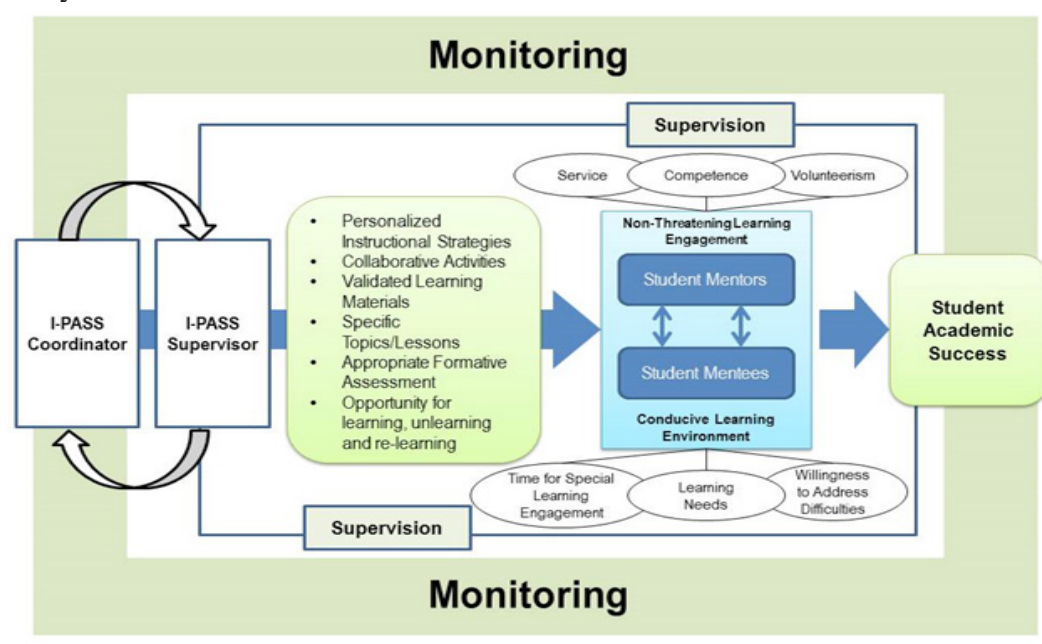 Monitoring
Supervision
Service
Competence
Volunteerism
I-PASS
Coordinator
I-PASS
Supervisor
• Personalized
Instructional Strategies
• Collaborative Activities
• Validated Learning
Materials
• Specific
Topics/Lessons
• Appropriate Formative
Assessment
• Opportunity for
learning, unlearning
and re-learning
Non-Threatening Learning
Engagement
Student Mentors
Student Mentees
Conducive Learning
Environment
Time for Special
Learning
Engagement
Learning
Needs
Willingness
to Address
Difficulties
Student
Academic
Success
Supervision
Monitoring